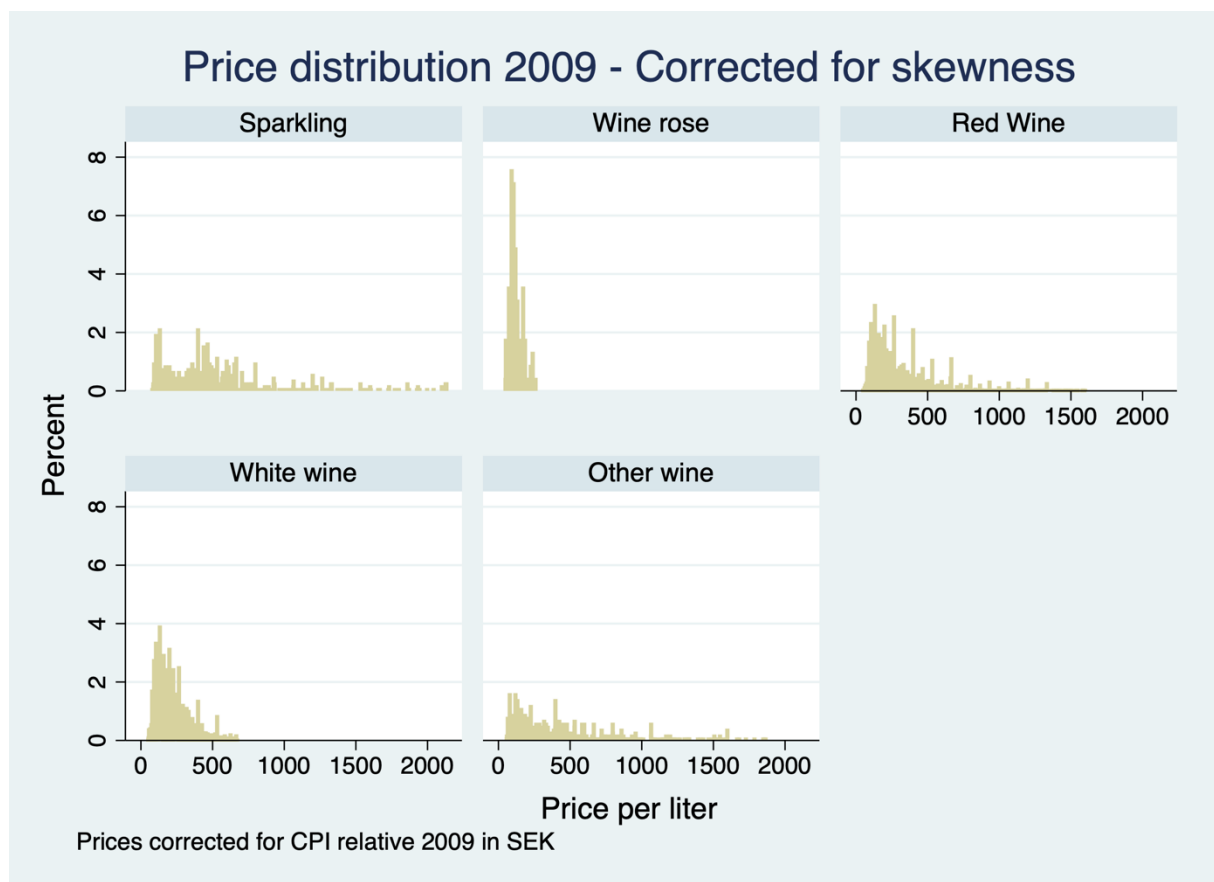 Price distribution 2009 - Corrected for skewness
Sparkling
Wine rose
Red Wine
8
6
4
2
0
0 500 1000 1500 2000
Percent
White wine
Other wine
8
6
4
2
0
0 500 1000 1500 2000
0 500 1000 1500 2000
Price per liter
Prices corrected for CPI relative 2009 in SEK